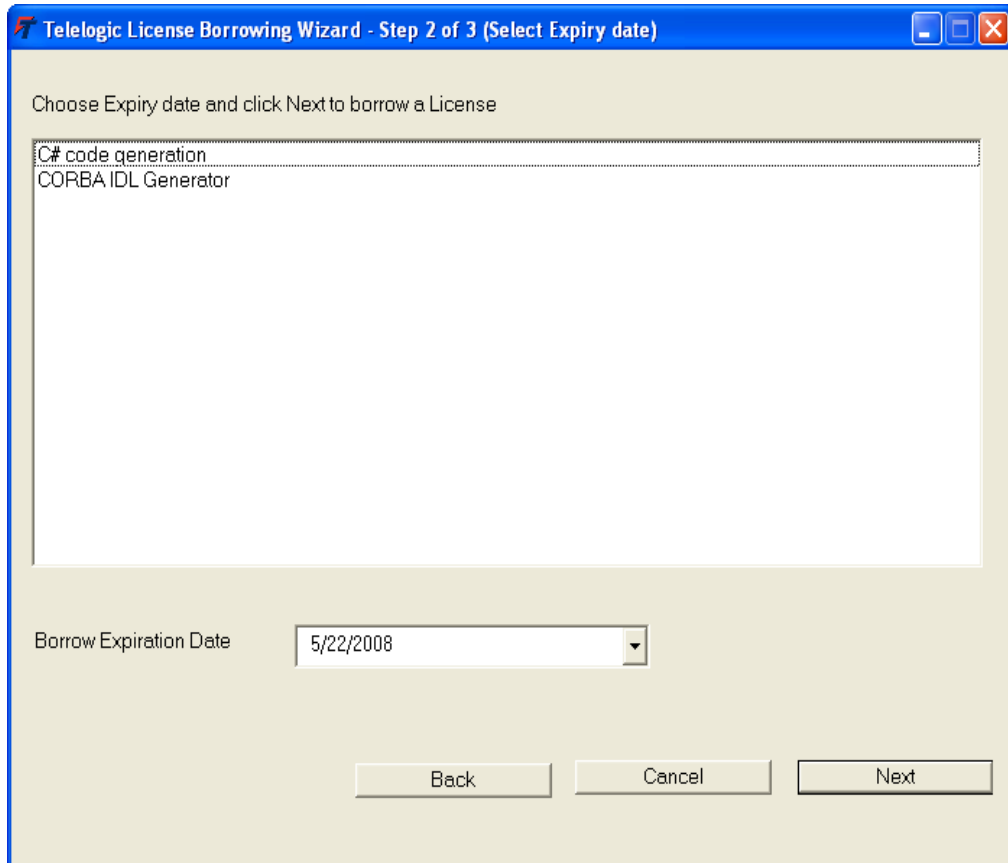 Telelogic License Borrowing Wizard - Step 2 of 3 (Select Expiry date)
Choose Expiry date and click Next to borrow a License
C# code generation
CORBA IDL Generator
Borrow Expiration Date
5/22/2008
Back
Cancel
Next